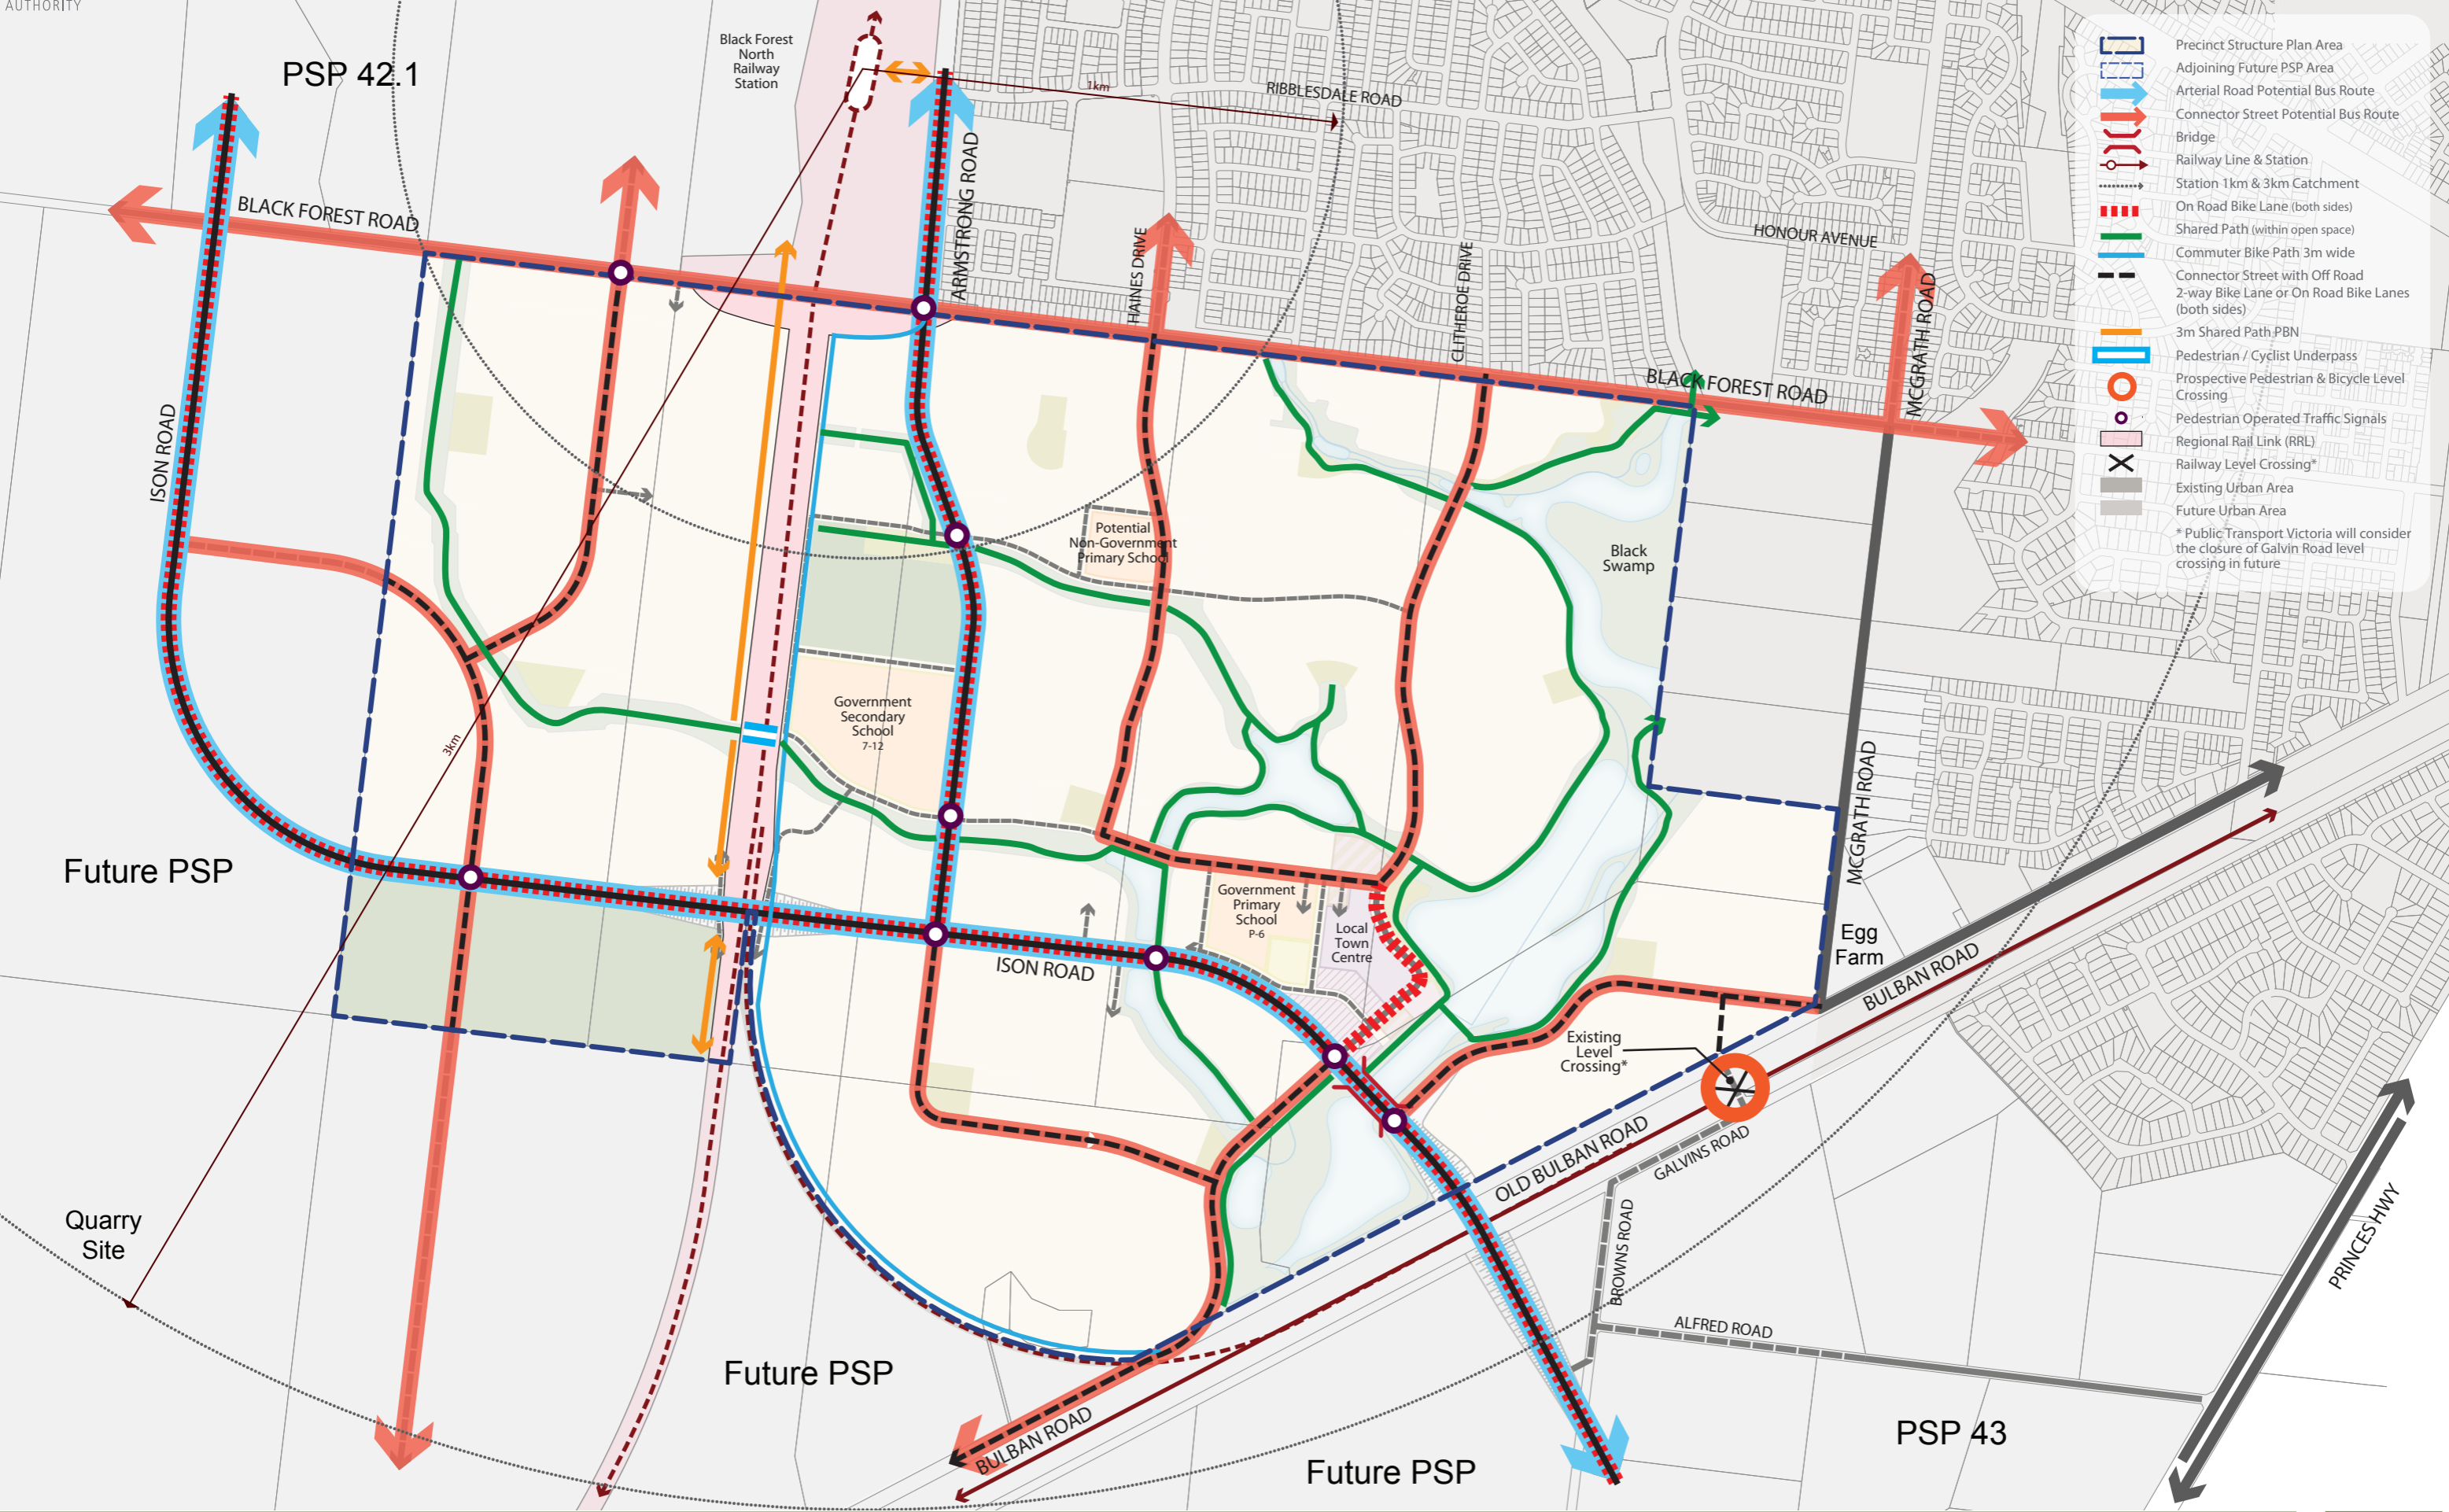 AUTHORITY
PSP 42.1
Black Forest
North
Railway
Station
1km
RIBBLESDALE ROAD
BLACK FOREST ROAD
ARMSTRONG ROAD
HAINES DRIVE
CLITHEROE DRIVE
HONOUR AVENUE
MCGRATH ROAD
BLACK FOREST ROAD
ISON ROAD
Potential
Non-Government
Primary School
Black
Swamp
Government
Secondary
School
7-12
3km
MCGRATH ROAD
Future PSP
Government
Primary
School
P-6
Local
Town
Centre
ISON ROAD
Egg
Farm
BULBAN ROAD
Existing
Level
Crossing*
OLD BULBAN ROAD
GALVINS ROAD
BROWNS ROAD
Quarry
Site
PRINCES HWY
ALFRED ROAD
Future PSP
BULBAN ROAD
Future PSP
PSP 43
Precinct Structure Plan Area
Adjoining Future PSP Area
Arterial Road Potential Bus Route
Connector Street Potential Bus Route
Bridge
Railway Line & Station
Station 1km & 3km Catchment
On Road Bike Lane (both sides)
Shared Path (within open space)
Commuter Bike Path 3m wide
Connector Street with Off Road
2-way Bike Lane or On Road Bike Lanes
(both sides)
3m Shared Path PBN
Pedestrian / Cyclist Underpass
Prospective Pedestrian & Bicycle Level
Crossing
Pedestrian Operated Traffic Signals
Regional Rail Link (RRL)
Railway Level Crossing*
Existing Urban Area
Future Urban Area
* Public Transport Victoria will consider
the closure of Galvin Road level
crossing in future